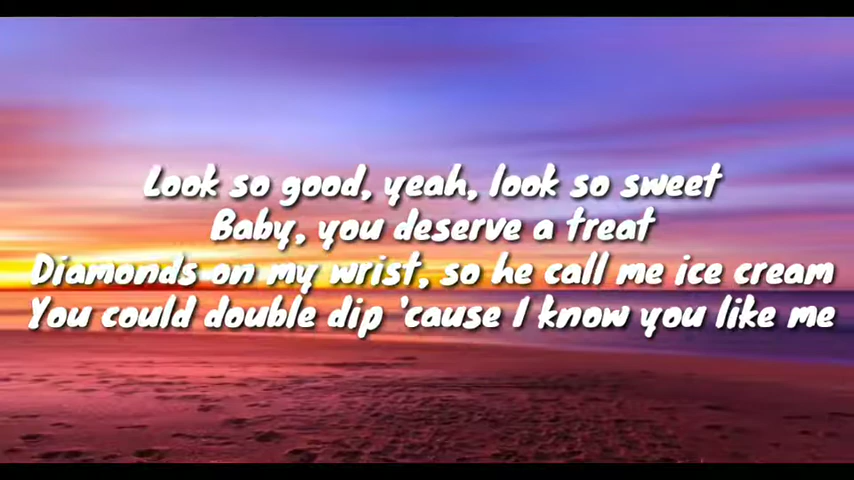 Look so good, yeah, look so sweet
Baby, you deserve a treat
Diamonds on my wrist, so he call me ice cream
You could double dip 'cause I know you like me